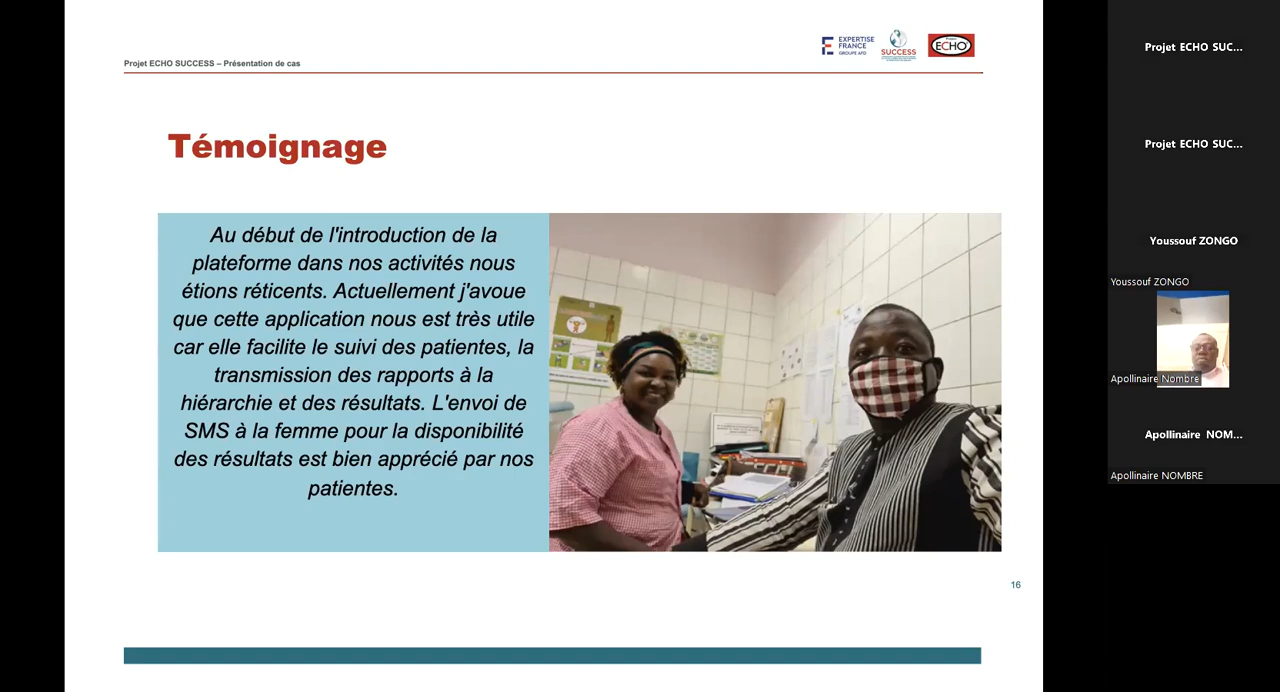 Projet ECHO SUCCESS – Présentation de cas
EXPERTISE
FRANCE
GROUPE AFD
SUCCESS
ECHO
Témoignage
Au début de l'introduction de la
plateforme dans nos activités nous
étions réticents. Actuellement j'avoue
que cette application nous est très utile
car elle facilite le suivi des patientes, la
transmission des rapports à la
hiérarchie et des résultats. L'envoi de
SMS à la femme pour la disponibilité
des résultats est bien apprécié par nos
patientes.
16
Projet ECHO SUC...
Projet ECHO SUC...
Youssouf ZONGO
Youssouf ZONGO
Apollinaire Nombre
Apollinaire NOM...
Apollinaire NOMBRE